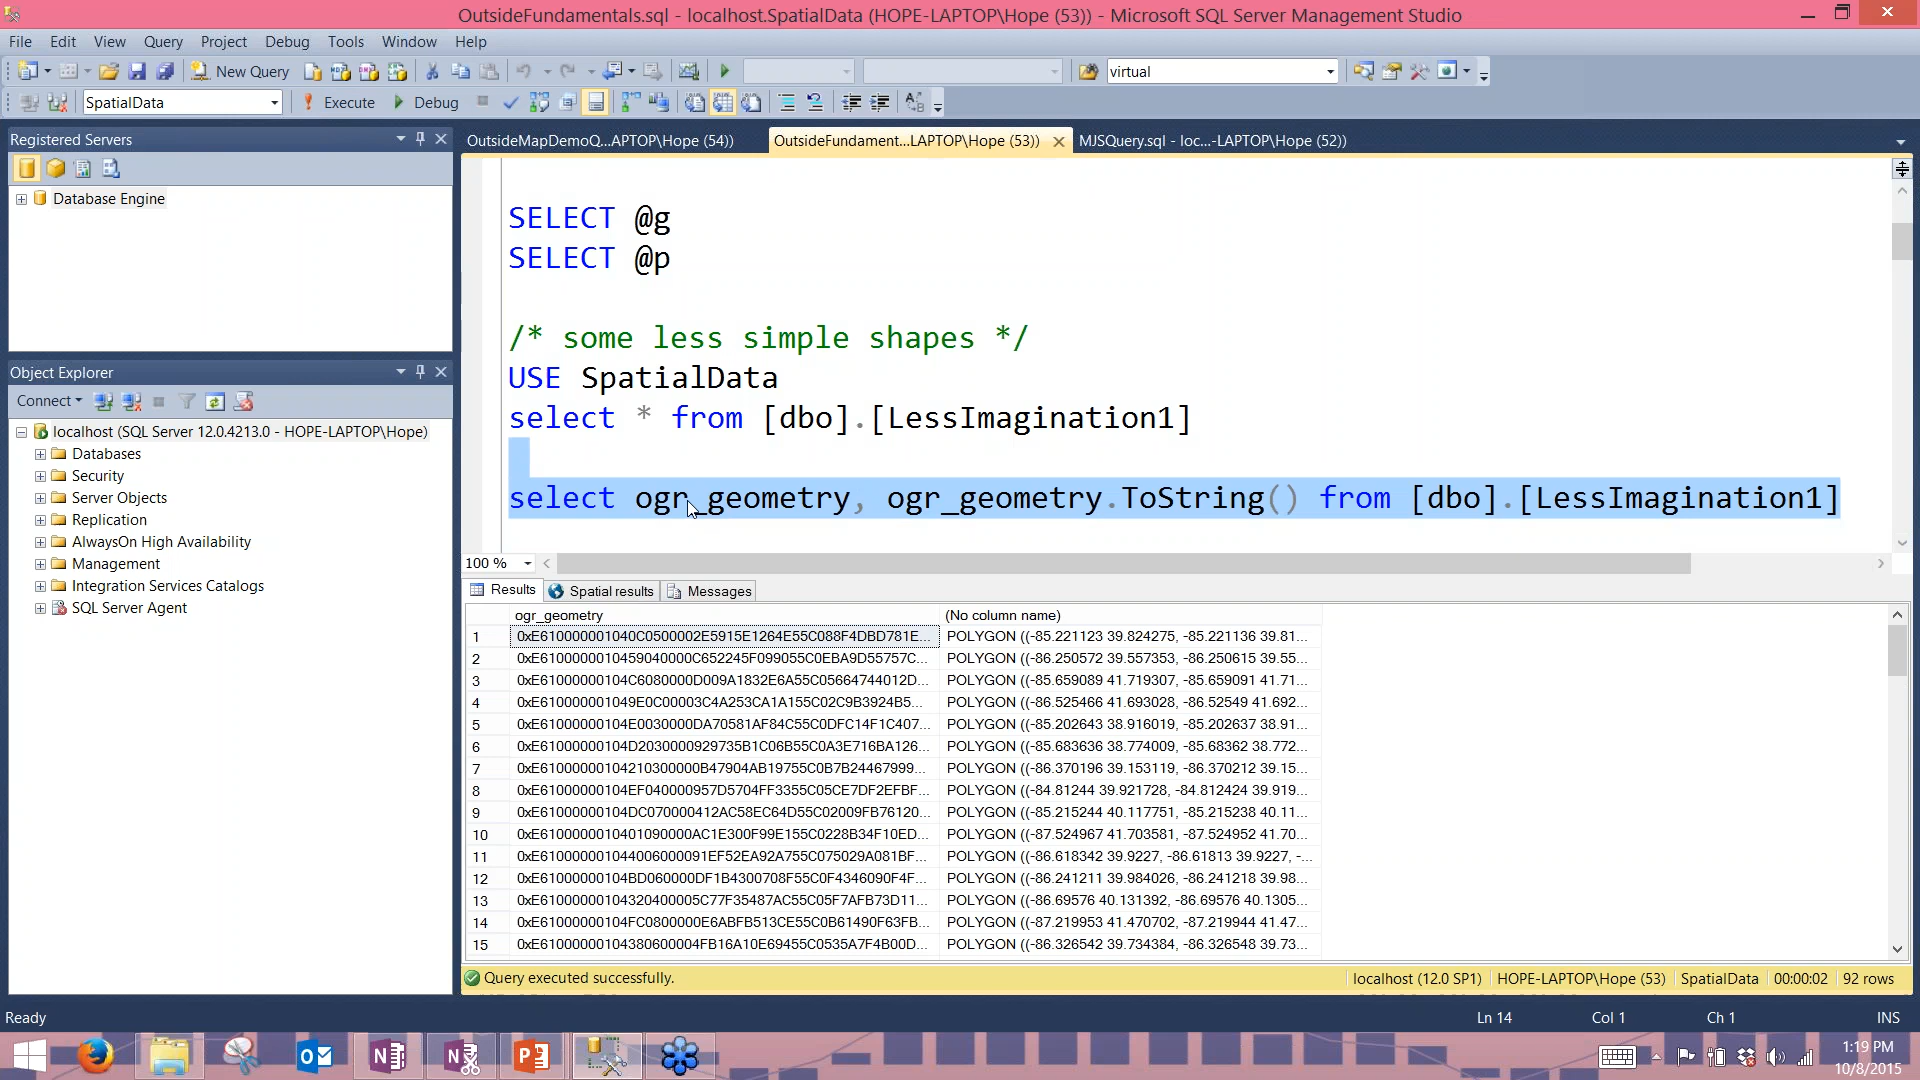 OutsideFundamentals.sql - localhost.SpatialData (HOPE-LAPTOP\Hope (53)) - Microsoft SQL Server Management Studio
File Edit View Query Project Debug Tools Window Help
New Query virtual
SpatialData Execute Debug
Registered Servers
OutsideMapDemoQ...APTOP\Hope (54)) OutsideFundament...LAPTOP\Hope (53)) MJSQuery.sql - loc...-LAPTOP\Hope (52))
Database Engine
SELECT @g
SELECT @p
/* some less simple shapes */
USE SpatialData
select * from [dbo].[LessImagination1]
select ogr_geometry, ogr_geometry.ToString() from [dbo].[LessImagination1]
Object Explorer
Connect
localhost (SQL Server 12.0.4213.0 - HOPE-LAPTOP\Hope)
Databases
Security
Server Objects
Replication
AlwaysOn High Availability
Management
Integration Services Catalogs
SQL Server Agent
100 %
Results Spatial results Messages
ogr_geometry (No column name)
1 0xE610000001040C0500002E5915E1264E55C088F4DBD781E... POLYGON ((-85.221123 39.824275, -85.221136 39.81...
2 0xE6100000010459040000C652245F099055C0EBA9D55757C... POLYGON ((-86.250572 39.557353, -86.250615 39.55...
3 0xE61000000104C6080000D009A1832E6A55C05664744012D... POLYGON ((-85.659089 41.719307, -85.659091 41.71...
4 0xE610000001049E0C00003C4A253CA1A155C02C9B3924B5... POLYGON ((-86.525466 41.693028, -86.52549 41.692...
5 0xE61000000104E0030000DA70581AF84C55C0DFC14F1C407... POLYGON ((-85.202643 38.916019, -85.202637 38.91...
6 0xE61000000104D2030000929735B1C06B55C0A3E716BA126... POLYGON ((-85.683636 38.774009, -85.68362 38.772...
7 0xE61000000104210300000B47904AB19755C0B7B24467999... POLYGON ((-86.370196 39.153119, -86.370212 39.15...
8 0xE61000000104EF040000957D5704FF3355C05CE7DF2EFBF... POLYGON ((-84.81244 39.921728, -84.812424 39.919...
9 0xE61000000104DC070000412AC58EC64D55C02009FB76120... POLYGON ((-85.215244 40.117751, -85.215238 40.11...
10 0xE6100000010401090000AC1E300F99E155C0228B34F10ED... POLYGON ((-87.524967 41.703581, -87.524952 41.70...
11 0xE6100000010440060000​91EF52EA92A755C075029A081BF... POLYGON ((-86.618342 39.9227, -86.61813 39.9227, -...
12 0xE61000000104BD060000DF1B4300708F55C0F4346090F4F... POLYGON ((-86.241211 39.984026, -86.241218 39.98...
13 0xE61000000104320400005C77F35487AC55C05F7AFB73D11... POLYGON ((-86.69576 40.131392, -86.69576 40.1305...
14 0xE61000000104FC0800000E6ABFB513CE55C0B61490F63FB... POLYGON ((-87.219953 41.470702, -87.219944 41.47...
15 0xE61000000104380600004FB16A10E69455C0535A7F4B00D... POLYGON ((-86.326542 39.734384, -86.326548 39.73...
Query executed successfully. localhost (12.0 SP1) HOPE-LAPTOP\Hope (53) SpatialData 00:00:02 92 rows
Ready Ln 14 Col 1 Ch 1 INS
1:19 PM
10/8/2015